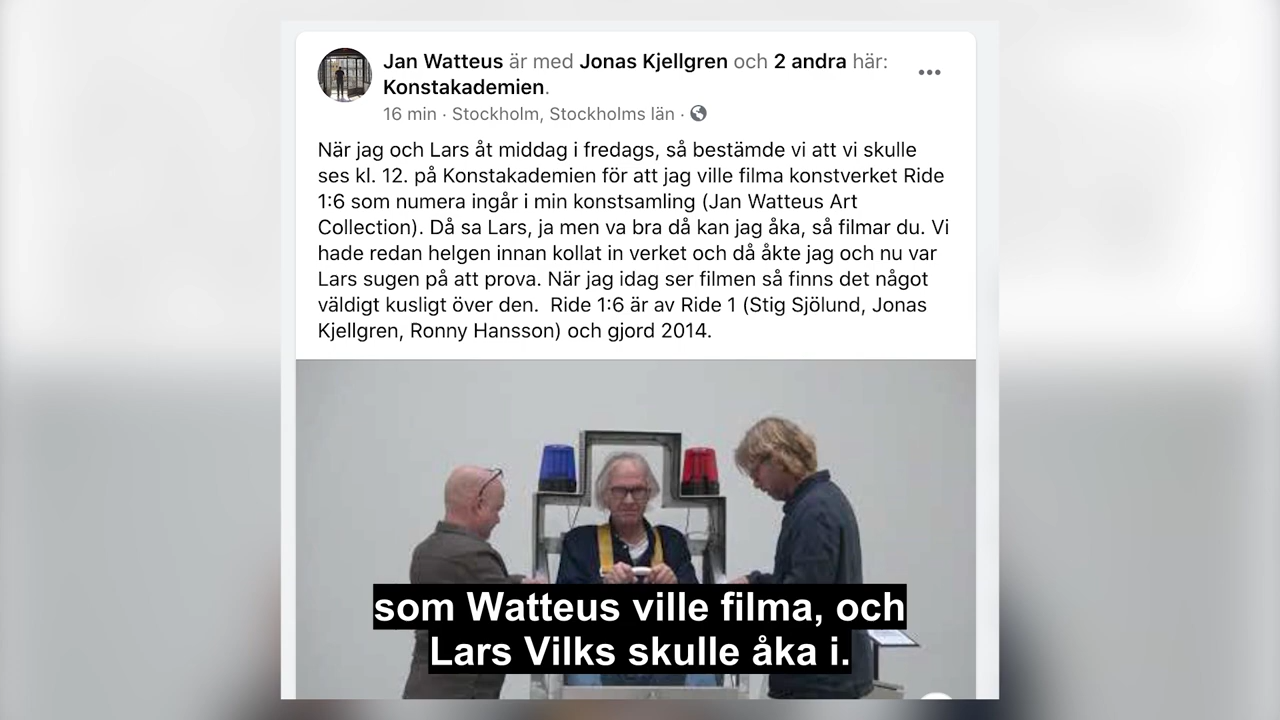 Jan Watteus är med Jonas Kjellgren och 2 andra här:
Konstakademien.
16 min · Stockholm, Stockholms län ·
När jag och Lars åt middag i fredags, så bestämde vi att vi skulle
ses kl. 12. på Konstakademien för att jag ville filma konstverket Ride
1:6 som numera ingår i min konstsamling (Jan Watteus Art
Collection). Då sa Lars, ja men va bra då kan jag åka, så filmar du. Vi
hade redan helgen innan kollat in verket och då åkte jag och nu var
Lars sugen på att prova. När jag idag ser filmen så finns det något
väldigt kusligt över den. Ride 1:6 är av Ride 1 (Stig Sjölund, Jonas
Kjellgren, Ronny Hansson) och gjord 2014.
som Watteus ville filma, och
Lars Vilks skulle åka i.